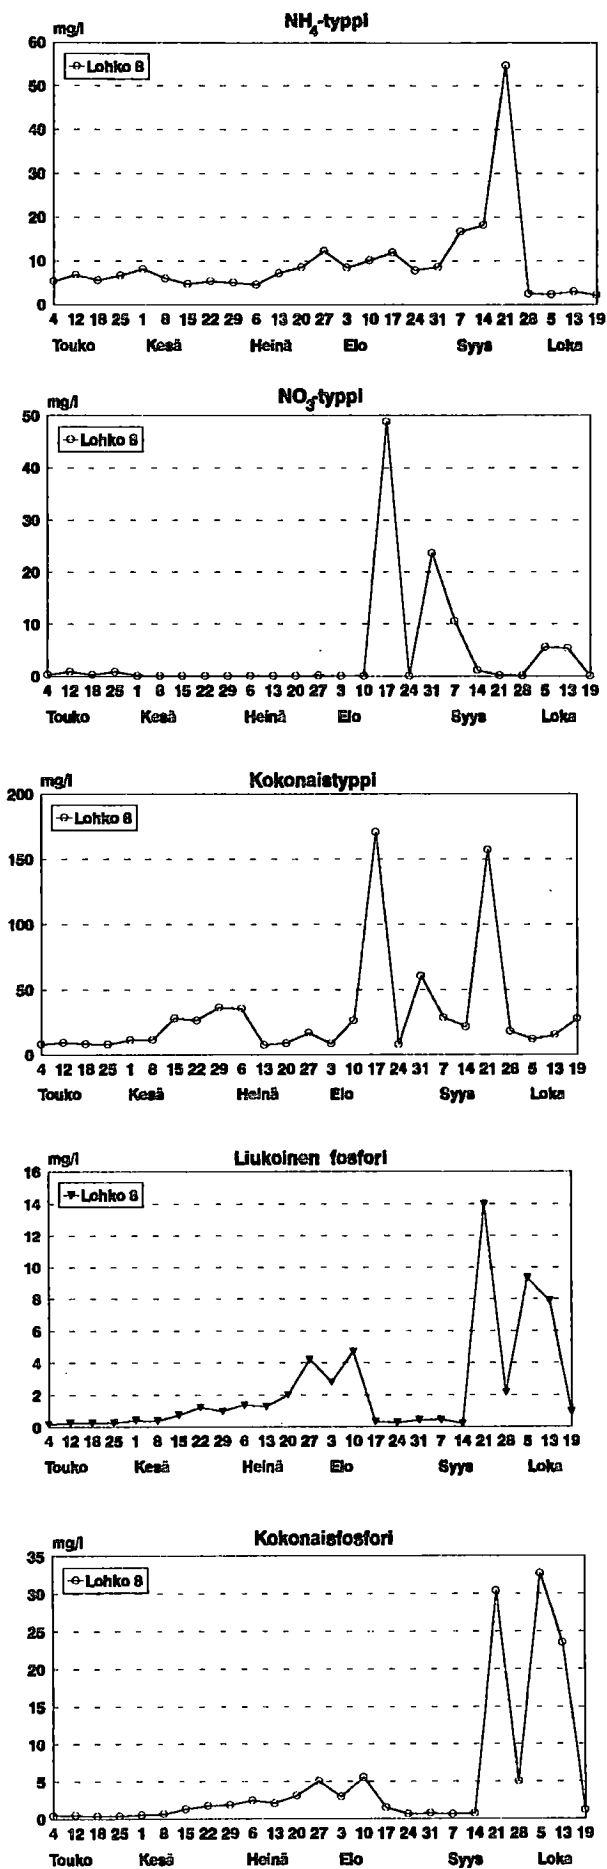 NH4-typpi
mg/l
60
Lohko 8
50
40
30
20
10
0
4 12 18 25 1 8 15 22 29 6 13 20 27 3 10 17 24 31 7 14 21 28 5 13 19
Touko Kesä Heinä Elo Syys Loka
NO3-typpi
mg/l
50
Lohko 8
40
30
20
10
0
4 12 18 25 1 8 15 22 29 6 13 20 27 3 10 17 24 31 7 14 21 28 5 13 19
Touko Kesä Heinä Elo Syys Loka
Kokonaistyppi
mg/l
200
Lohko 8
150
100
50
0
4 12 18 25 1 8 15 22 29 6 13 20 27 3 10 17 24 31 7 14 21 28 5 13 19
Touko Kesä Heinä Elo Syys Loka
Liukoinen fosfori
mg/l
16
Lohko 8
14
12
10
8
6
4
2
0
4 12 18 25 1 8 15 22 29 6 13 20 27 3 10 17 24 31 7 14 21 28 5 13 19
Touko Kesä Heinä Elo Syys Loka
Kokonaisfosfori
mg/l
35
Lohko 8
30
25
20
15
10
5
0
4 12 18 25 1 8 15 22 29 6 13 20 27 3 10 17 24 31 7 14 21 28 5 13 19
Touko Kesä Heinä Elo Syys Loka